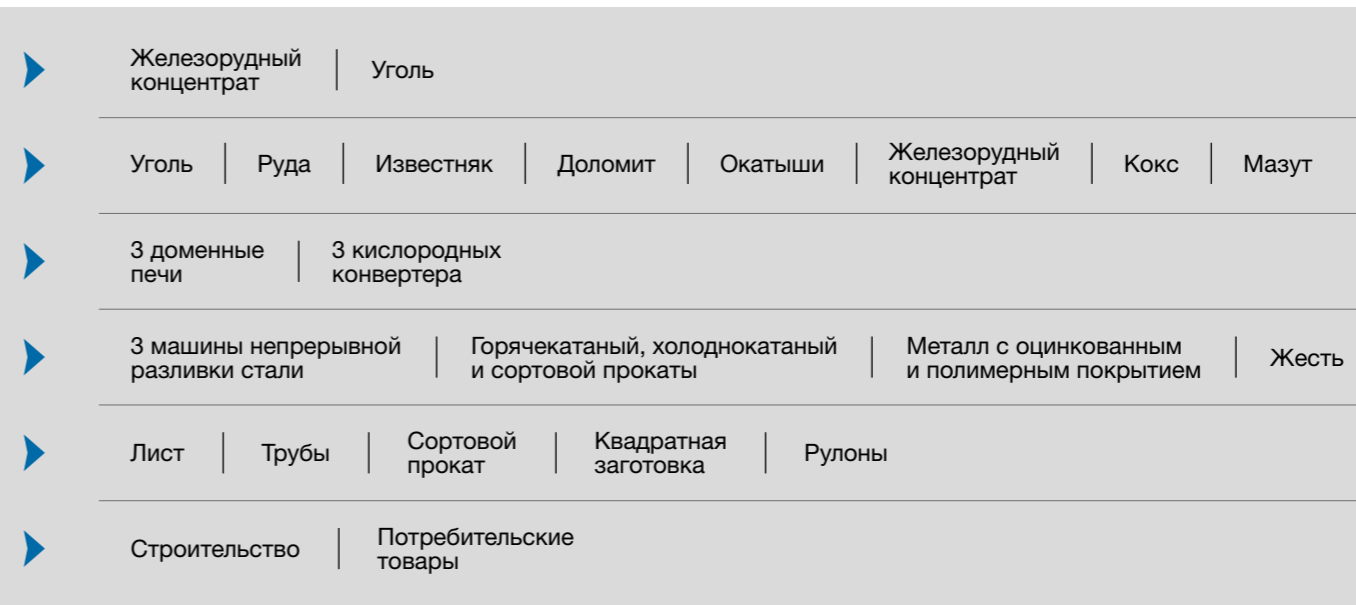 Железорудный
концентрат
Уголь
Уголь
Руда
Известняк
Доломит
Окатыши
Железорудный
концентрат
Кокс
Мазут
3 доменные
печи
3 кислородных
конвертера
3 машины непрерывной
разливки стали
Горячекатаный, холоднокатаный
и сортовой прокаты
Металл с оцинкованным
и полимерным покрытием
Жесть
Лист
Трубы
Сортовой
прокат
Квадратная
заготовка
Рулоны
Строительство
Потребительские
товары